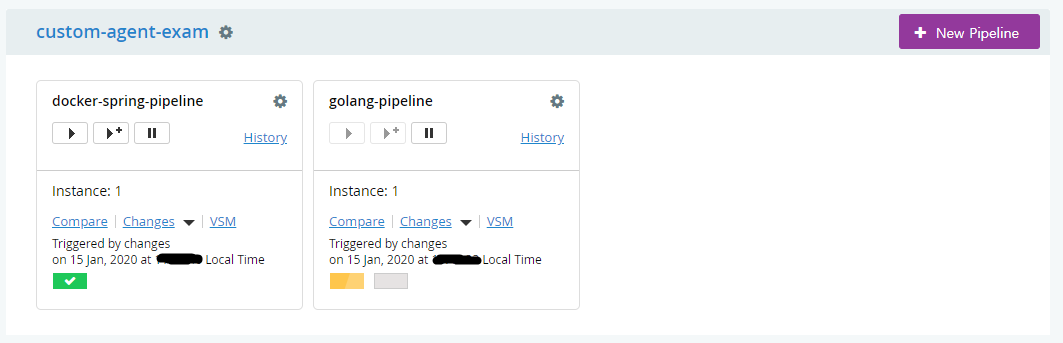 custom-agent-exam
+ New Pipeline
docker-spring-pipeline
History
Instance: 1
Compare Changes VSM
Triggered by changes
on 15 Jan, 2020 at Local Time
golang-pipeline
History
Instance: 1
Compare Changes VSM
Triggered by changes
on 15 Jan, 2020 at Local Time